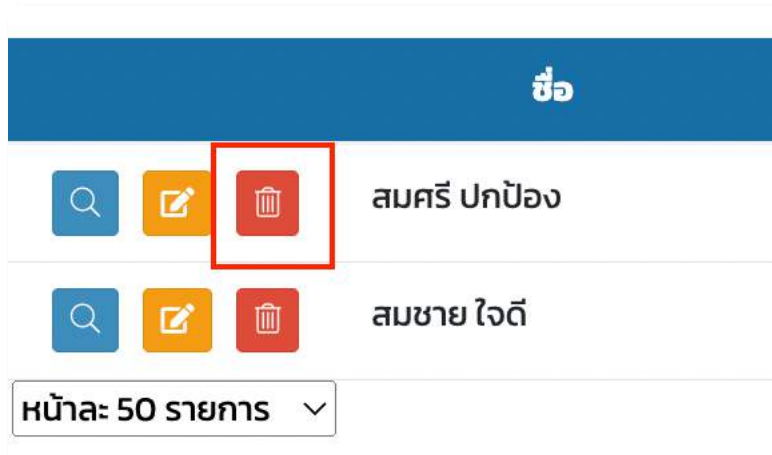 ชื่อ
สมศรี ปกป้อง
สมชาย ใจดี
หน้าละ 50 รายการ